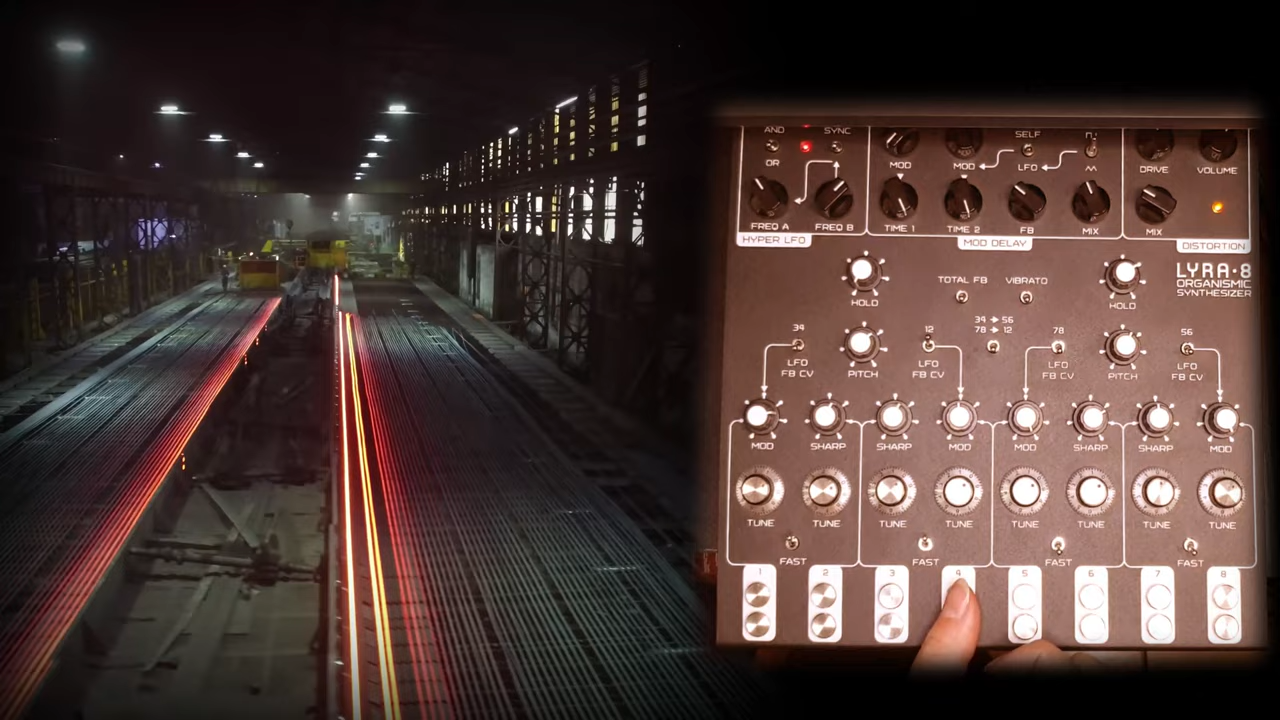 AND SYNC SELF
OR MOD MOD LFO DRIVE VOLUME
FREQ A FREQ B TIME 1 TIME 2 FB MIX MIX
HYPER LFO MOD DELAY DISTORTION
LYRA·8
ORGANISMIC
SYNTHESIZER
TOTAL FB VIBRATO
HOLD HOLD
34 56
78 12
34 12 78 56
LFO LFO LFO LFO
FB CV PITCH FB CV FB CV PITCH FB CV
MOD SHARP SHARP MOD MOD SHARP SHARP MOD
TUNE TUNE TUNE TUNE TUNE TUNE TUNE TUNE
FAST FAST FAST FAST
1 2 3 4 5 6 7 8